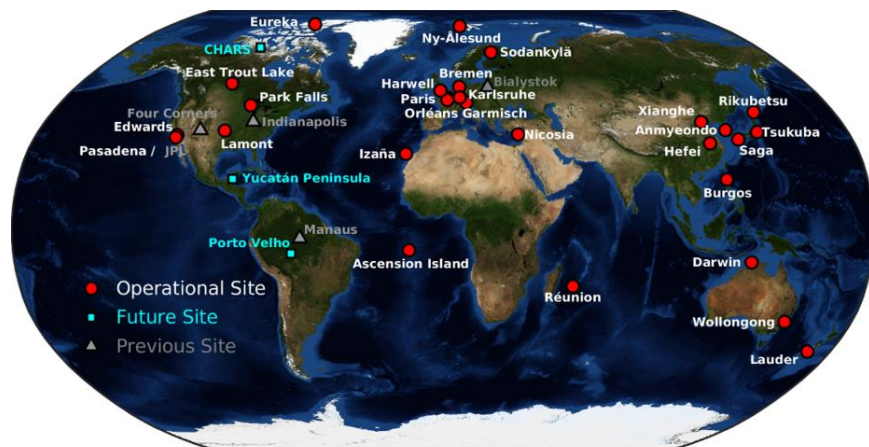 Eureka
Ny-Ålesund
CHARS
Sodankylä
East Trout Lake
Bremen
Harwell
Bialystok
Park Falls
Paris
Karlsruhe
Rikubetsu
Four Corners
Orléans Garmisch
Xianghe
Edwards
Indianapolis
Anmyeondo
Tsukuba
Nicosia
Pasadena / JPL
Lamont
Hefei
Saga
Izaña
Yucatán Peninsula
Burgos
Manaus
Porto Velho
Ascension Island
Darwin
Operational Site
Réunion
Future Site
Wollongong
Previous Site
Lauder